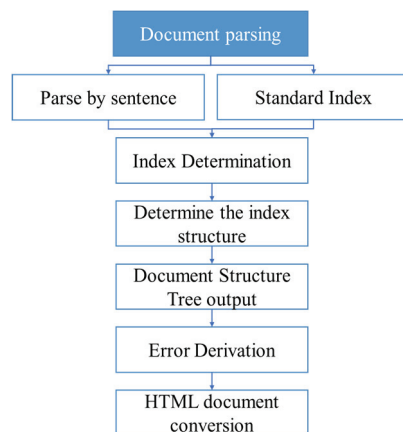 Document parsing
Parse by sentence
Standard Index
Index Determination
Determine the index
structure
Document Structure
Tree output
Error Derivation
HTML document
conversion